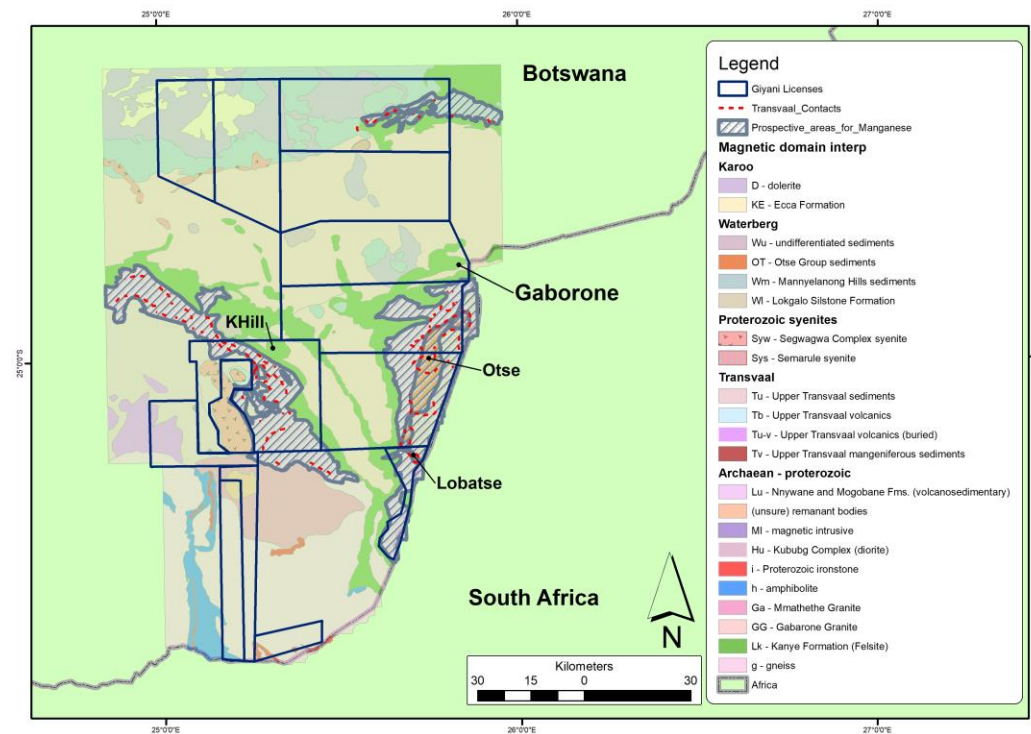 25°0'0"E
26°0'0"E
27°0'0"E
Botswana
Gaborone
KHill
Otse
Lobatse
South Africa
25°0'0"S
N
Kilometers
30 15 0 30
25°0'0"E
26°0'0"E
27°0'0"E
Legend
Giyani Licenses
Transvaal_Contacts
Prospective_areas_for_Manganese
Magnetic domain interp
Karoo
D - dolerite
KE - Ecca Formation
Waterberg
Wu - undifferentiated sediments
OT - Otse Group sediments
Wm - Mannyelanong Hills sediments
Wl - Lokgalo Silstone Formation
Proterozoic syenites
Syw - Segwagwa Complex syenite
Sys - Semarule syenite
Transvaal
Tu - Upper Transvaal sediments
Tb - Upper Transvaal volcanics
Tu-v - Upper Transvaal volcanics (buried)
Tv - Upper Transvaal mangeniferous sediments
Archaean - proterozoic
Lu - Nnywane and Mogobane Fms. (volcanosedimentary)
(unsure) remanant bodies
MI - magnetic intrusive
Hu - Kububg Complex (diorite)
i - Proterozoic ironstone
h - amphibolite
Ga - Mmathethe Granite
GG - Gabarone Granite
Lk - Kanye Formation (Felsite)
g - gneiss
Africa